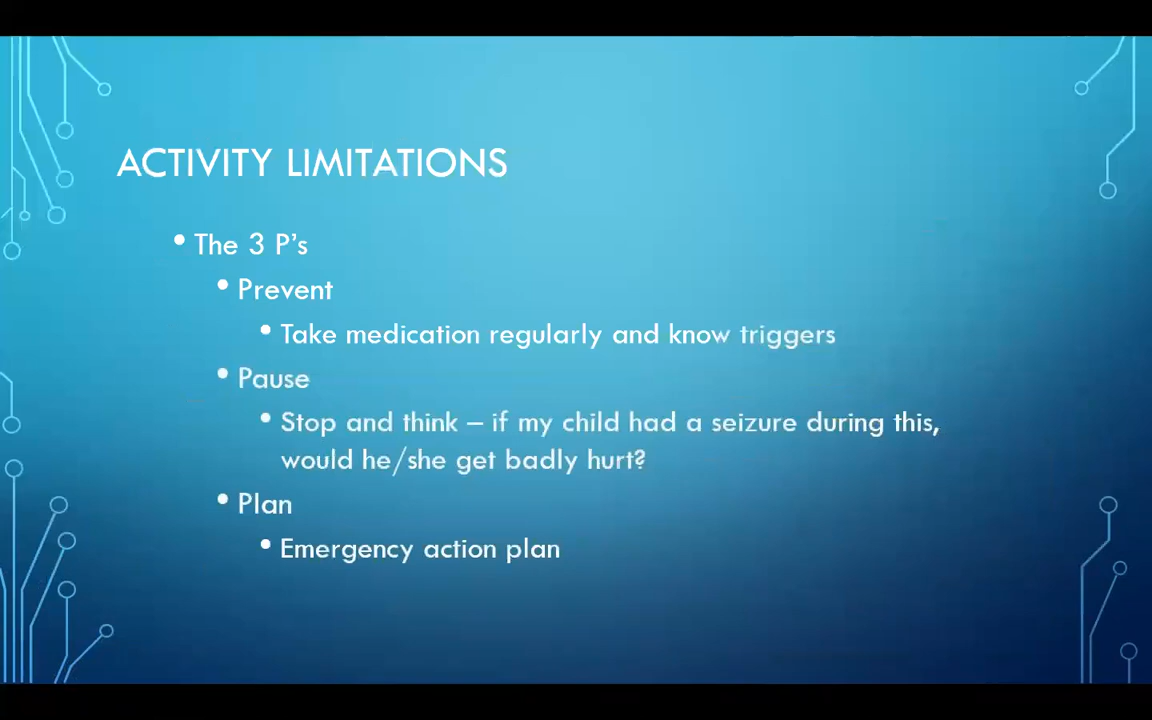 ACTIVITY LIMITATIONS
• The 3 P’s
• Prevent
• Take medication regularly and know triggers
• Pause
• Stop and think – if my child had a seizure during this,
would he/she get badly hurt?
• Plan
• Emergency action plan